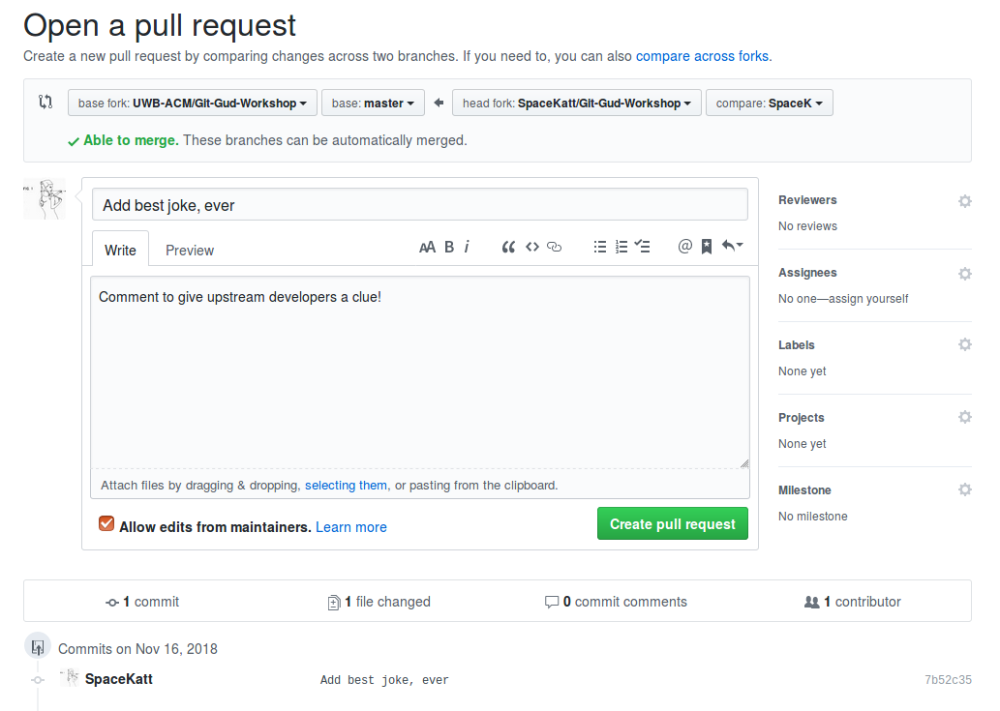 Open a pull request
Create a new pull request by comparing changes across two branches. If you need to, you can also compare across forks.
base fork: UWB-ACM/Git-Gud-Workshop base: master head fork: SpaceKatt/Git-Gud-Workshop compare: SpaceK
Able to merge. These branches can be automatically merged.
Add best joke, ever
Write Preview
Comment to give upstream developers a clue!
Attach files by dragging & dropping, selecting them, or pasting from the clipboard.
Allow edits from maintainers. Learn more
Create pull request
Reviewers
No reviews
Assignees
No one—assign yourself
Labels
None yet
Projects
None yet
Milestone
No milestone
1 commit 1 file changed 0 commit comments 1 contributor
Commits on Nov 16, 2018
SpaceKatt Add best joke, ever 7b52c35